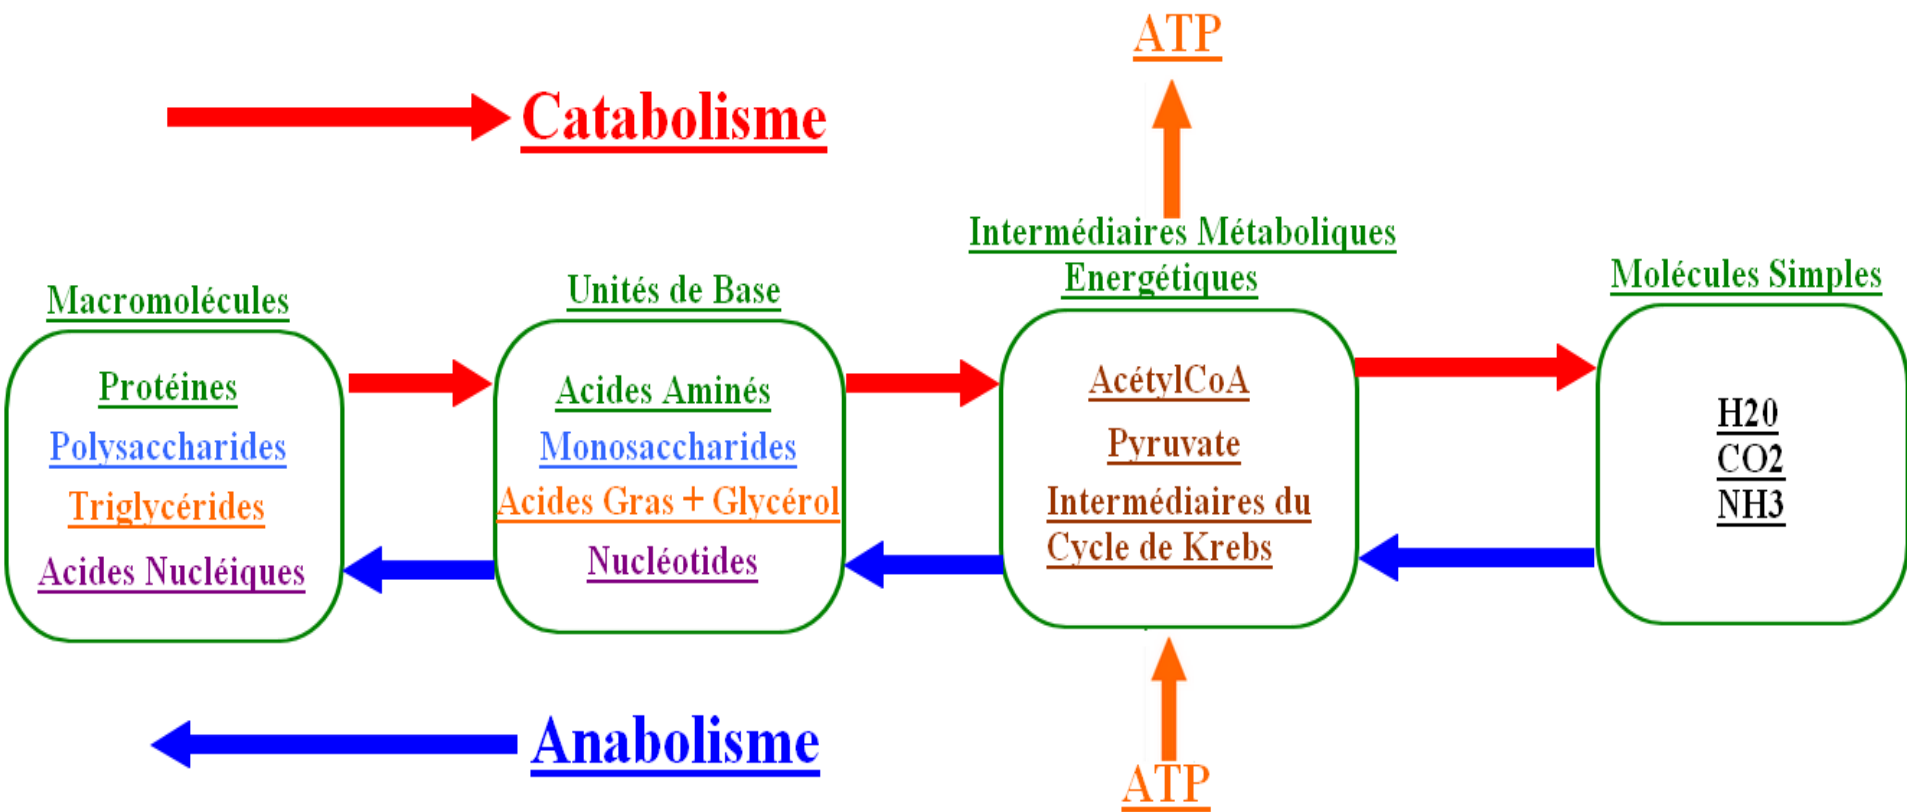 ATP
Catabolisme
Intermédiaires Métaboliques
Energétiques
Macromolécules
Unités de Base
Molécules Simples
Protéines
Polysaccharides
Triglycérides
Acides Nucléiques
Acides Aminés
Monosaccharides
Acides Gras + Glycérol
Nucléotides
AcétylCoA
Pyruvate
Intermédiaires du
Cycle de Krebs
H20
CO2
NH3
Anabolisme
ATP